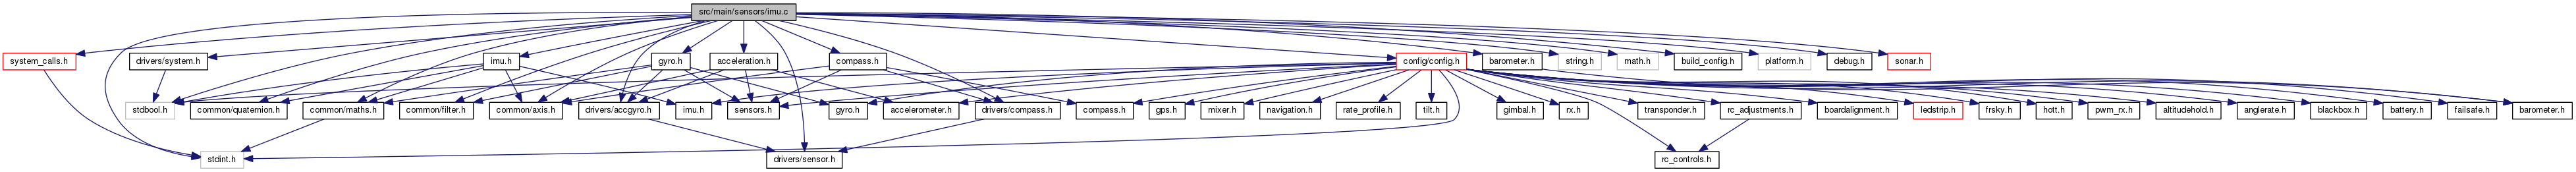 src/main/sensors/imu.c
system_calls.h
drivers/system.h
imu.h
gyro.h
acceleration.h
compass.h
config/config.h
barometer.h
string.h
math.h
build_config.h
platform.h
debug.h
sonar.h
stdbool.h
common/quaternion.h
common/maths.h
common/filter.h
common/axis.h
drivers/accgyro.h
imu.h
sensors.h
gyro.h
accelerometer.h
drivers/compass.h
compass.h
gps.h
mixer.h
navigation.h
rate_profile.h
tilt.h
gimbal.h
rx.h
transponder.h
rc_adjustments.h
boardalignment.h
ledstrip.h
frsky.h
hott.h
pwm_rx.h
altitudehold.h
anglerate.h
blackbox.h
battery.h
failsafe.h
barometer.h
stdint.h
drivers/sensor.h
rc_controls.h